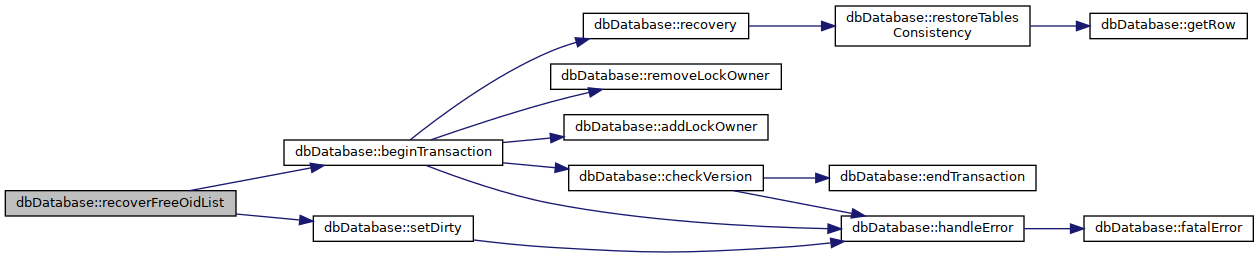 dbDatabase::recoverFreeOidList
dbDatabase::beginTransaction
dbDatabase::setDirty
dbDatabase::recovery
dbDatabase::removeLockOwner
dbDatabase::addLockOwner
dbDatabase::checkVersion
dbDatabase::restoreTables
Consistency
dbDatabase::endTransaction
dbDatabase::handleError
dbDatabase::getRow
dbDatabase::fatalError